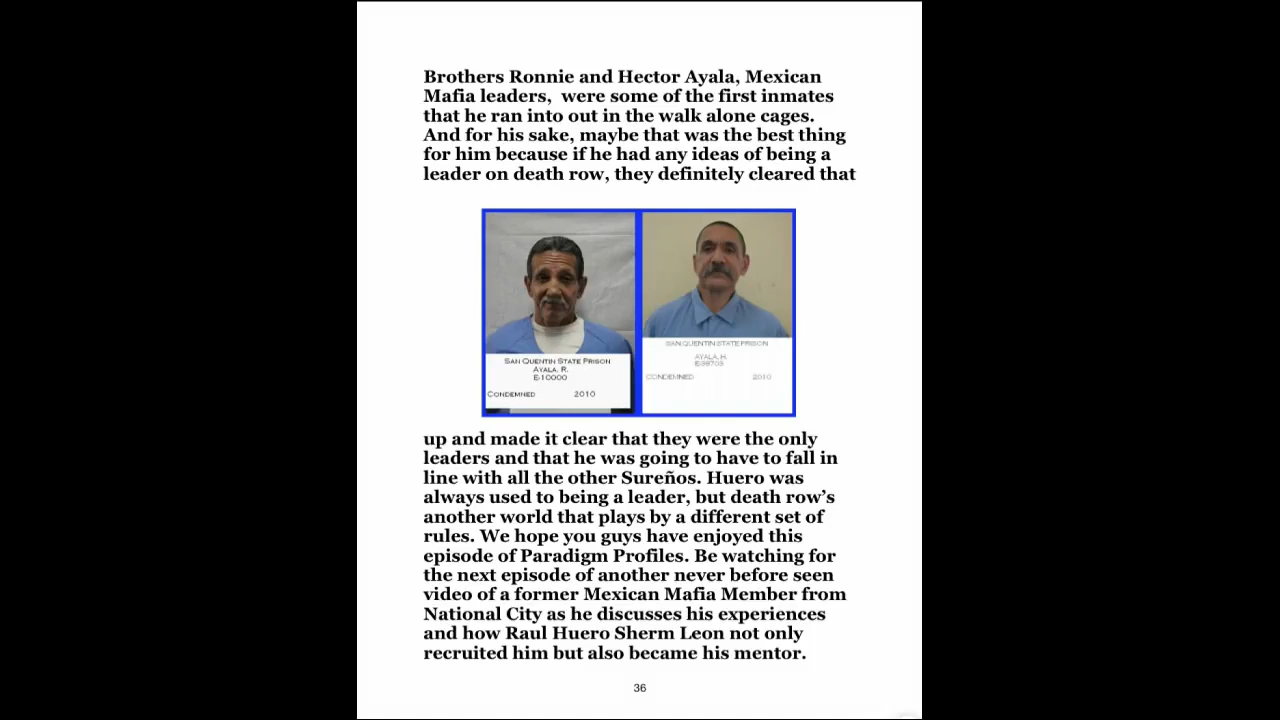 Brothers Ronnie and Hector Ayala, Mexican
Mafia leaders,  were some of the first inmates
that he ran into out in the walk alone cages.
And for his sake, maybe that was the best thing
for him because if he had any ideas of being a
leader on death row, they definitely cleared that
San Quentin State Prison
Ayala, R.
E-10000
Condemned 2010
San Quentin State Prison
Ayala, H.
Condemned 2010
up and made it clear that they were the only
leaders and that he was going to have to fall in
line with all the other Sureños. Huero was
always used to being a leader, but death row’s
another world that plays by a different set of
rules. We hope you guys have enjoyed this
episode of Paradigm Profiles. Be watching for
the next episode of another never before seen
video of a former Mexican Mafia Member from
National City as he discusses his experiences
and how Raul Huero Sherm Leon not only
recruited him but also became his mentor.
36